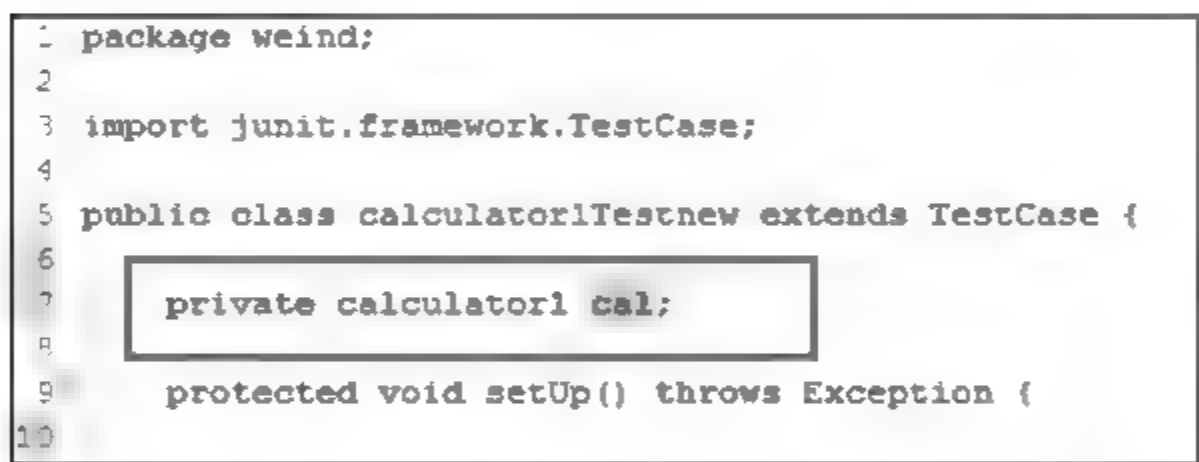 1 package weind;
2
3 import junit.framework.TestCase;
4
5 public class calculator1Testnew extends TestCase {
6
7 private calculator1 cal;
8
9 protected void setUp() throws Exception {
10